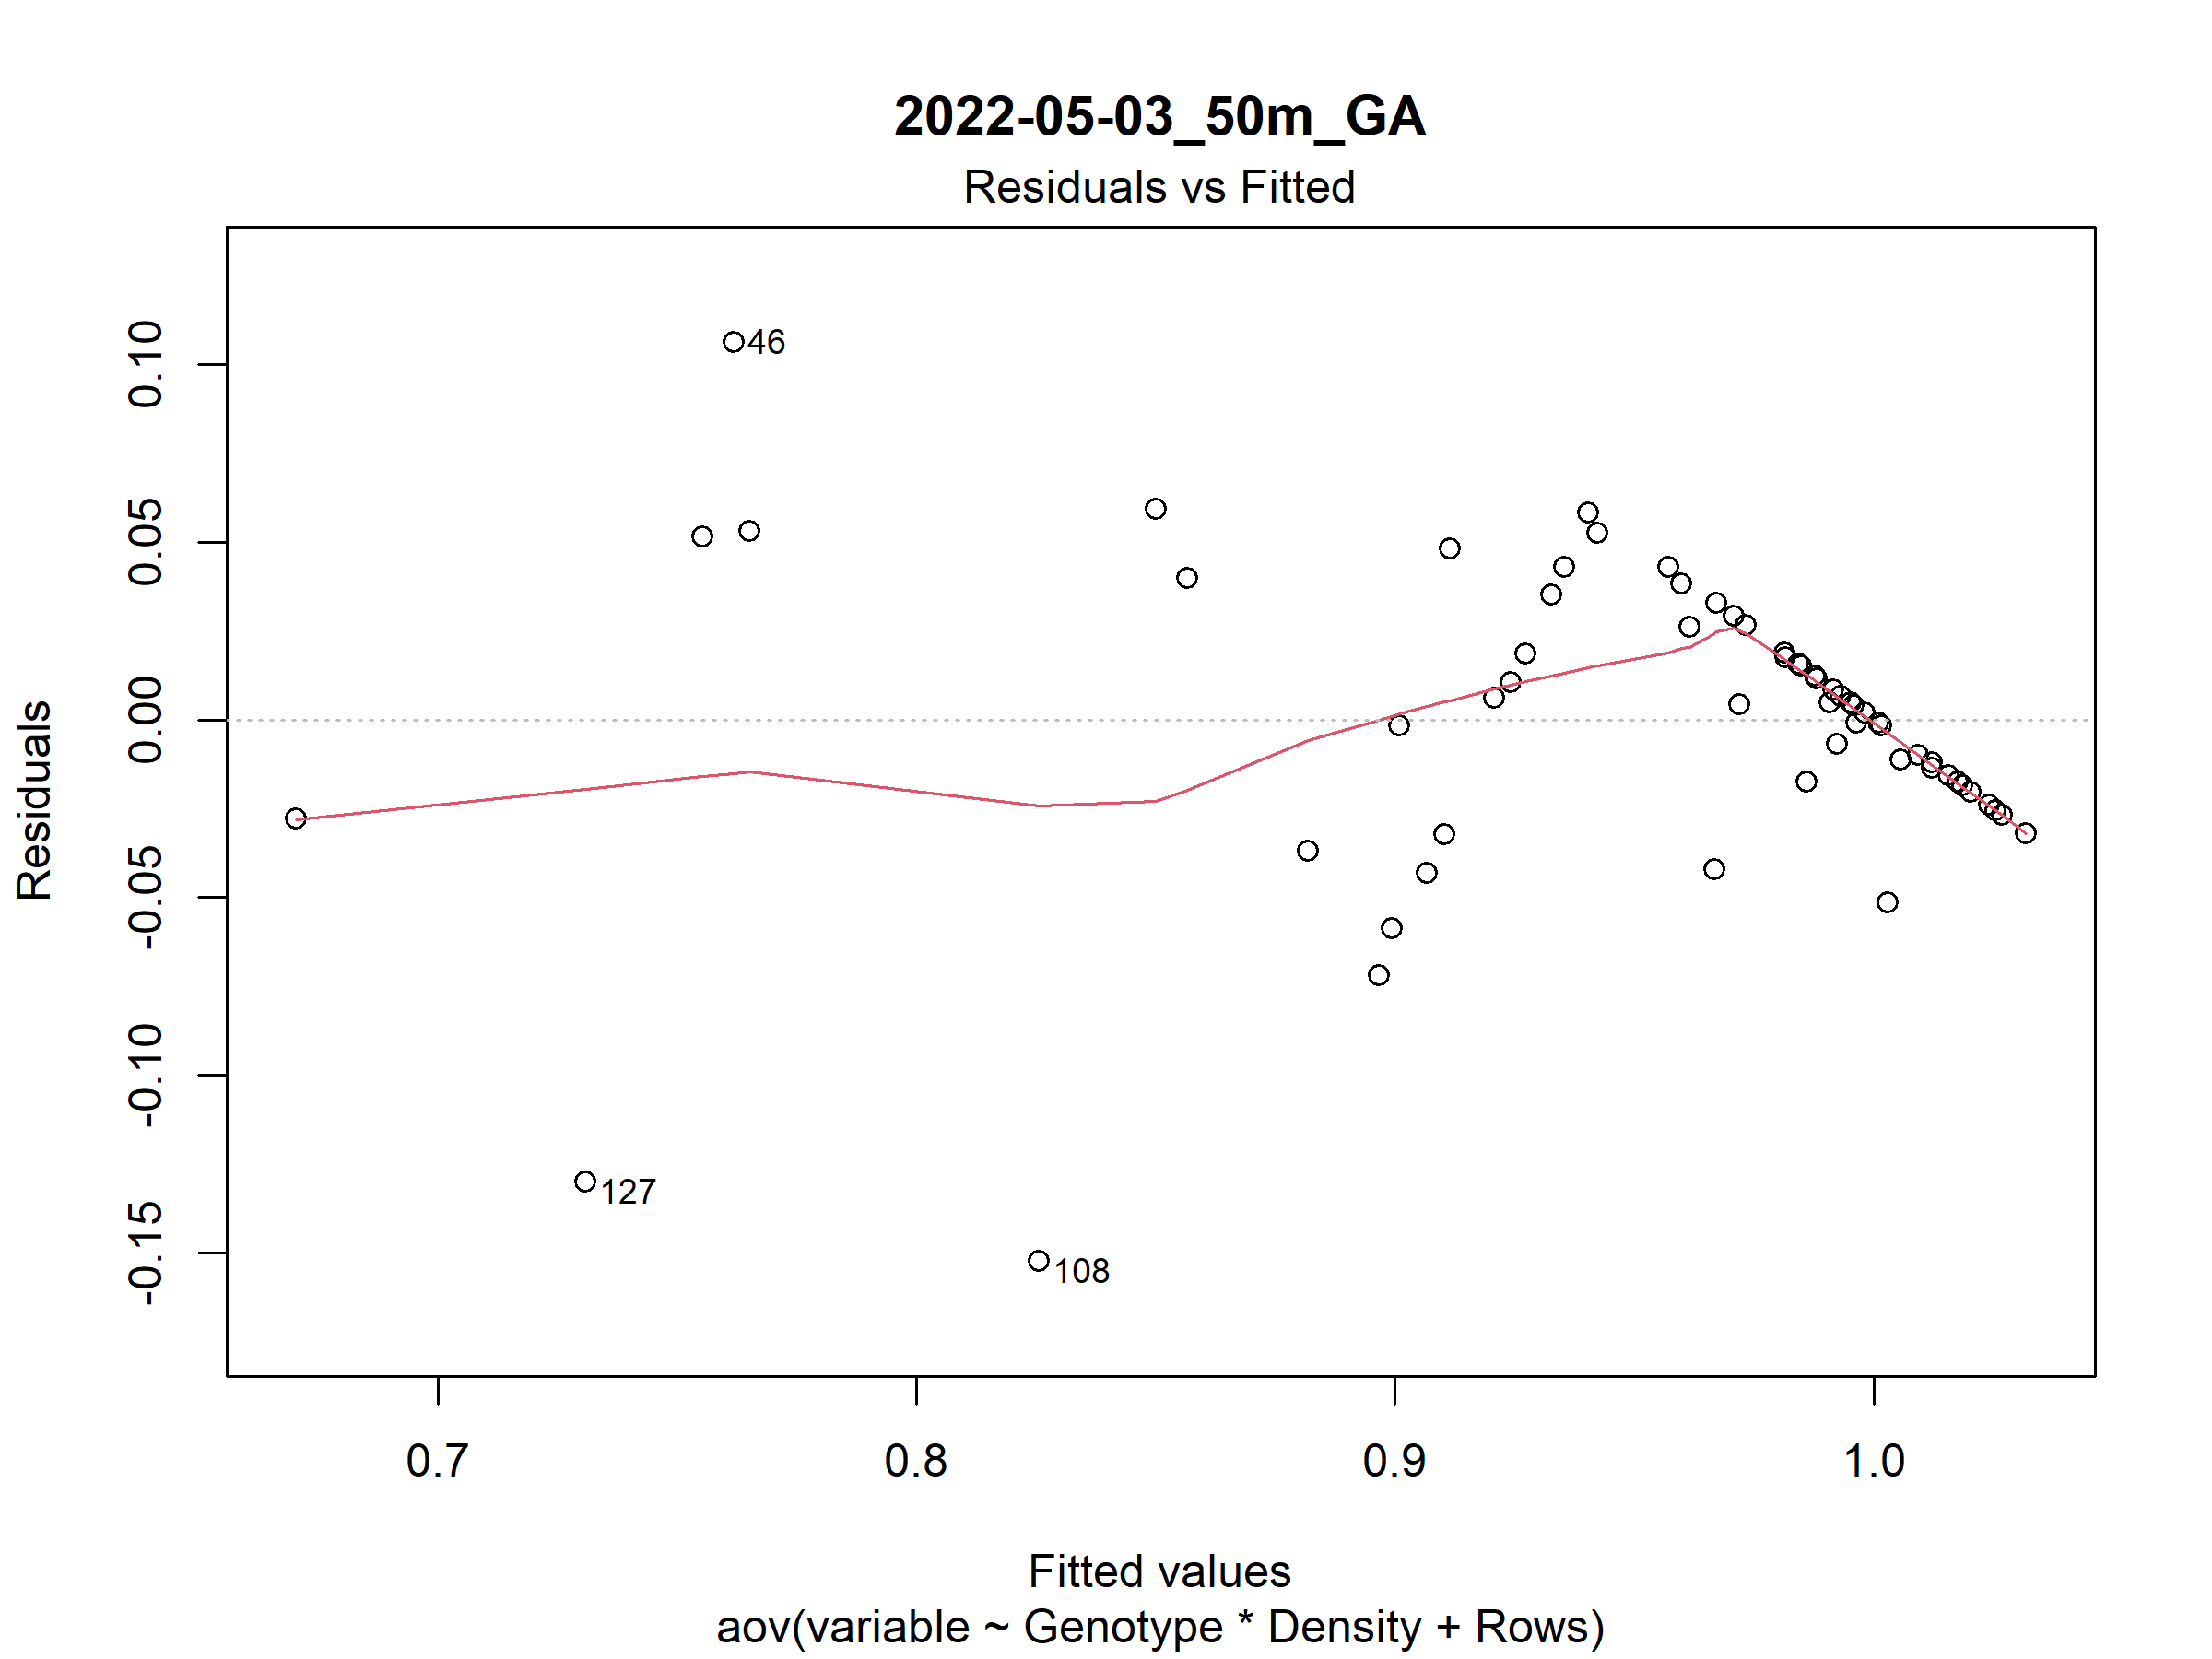 2022-05-03_50m_GA
Residuals vs Fitted
Residuals
0.10
0.05
0.00
-0.05
-0.10
-0.15
46
127
108
0.7 0.8 0.9 1.0
Fitted values
aov(variable ~ Genotype * Density + Rows)